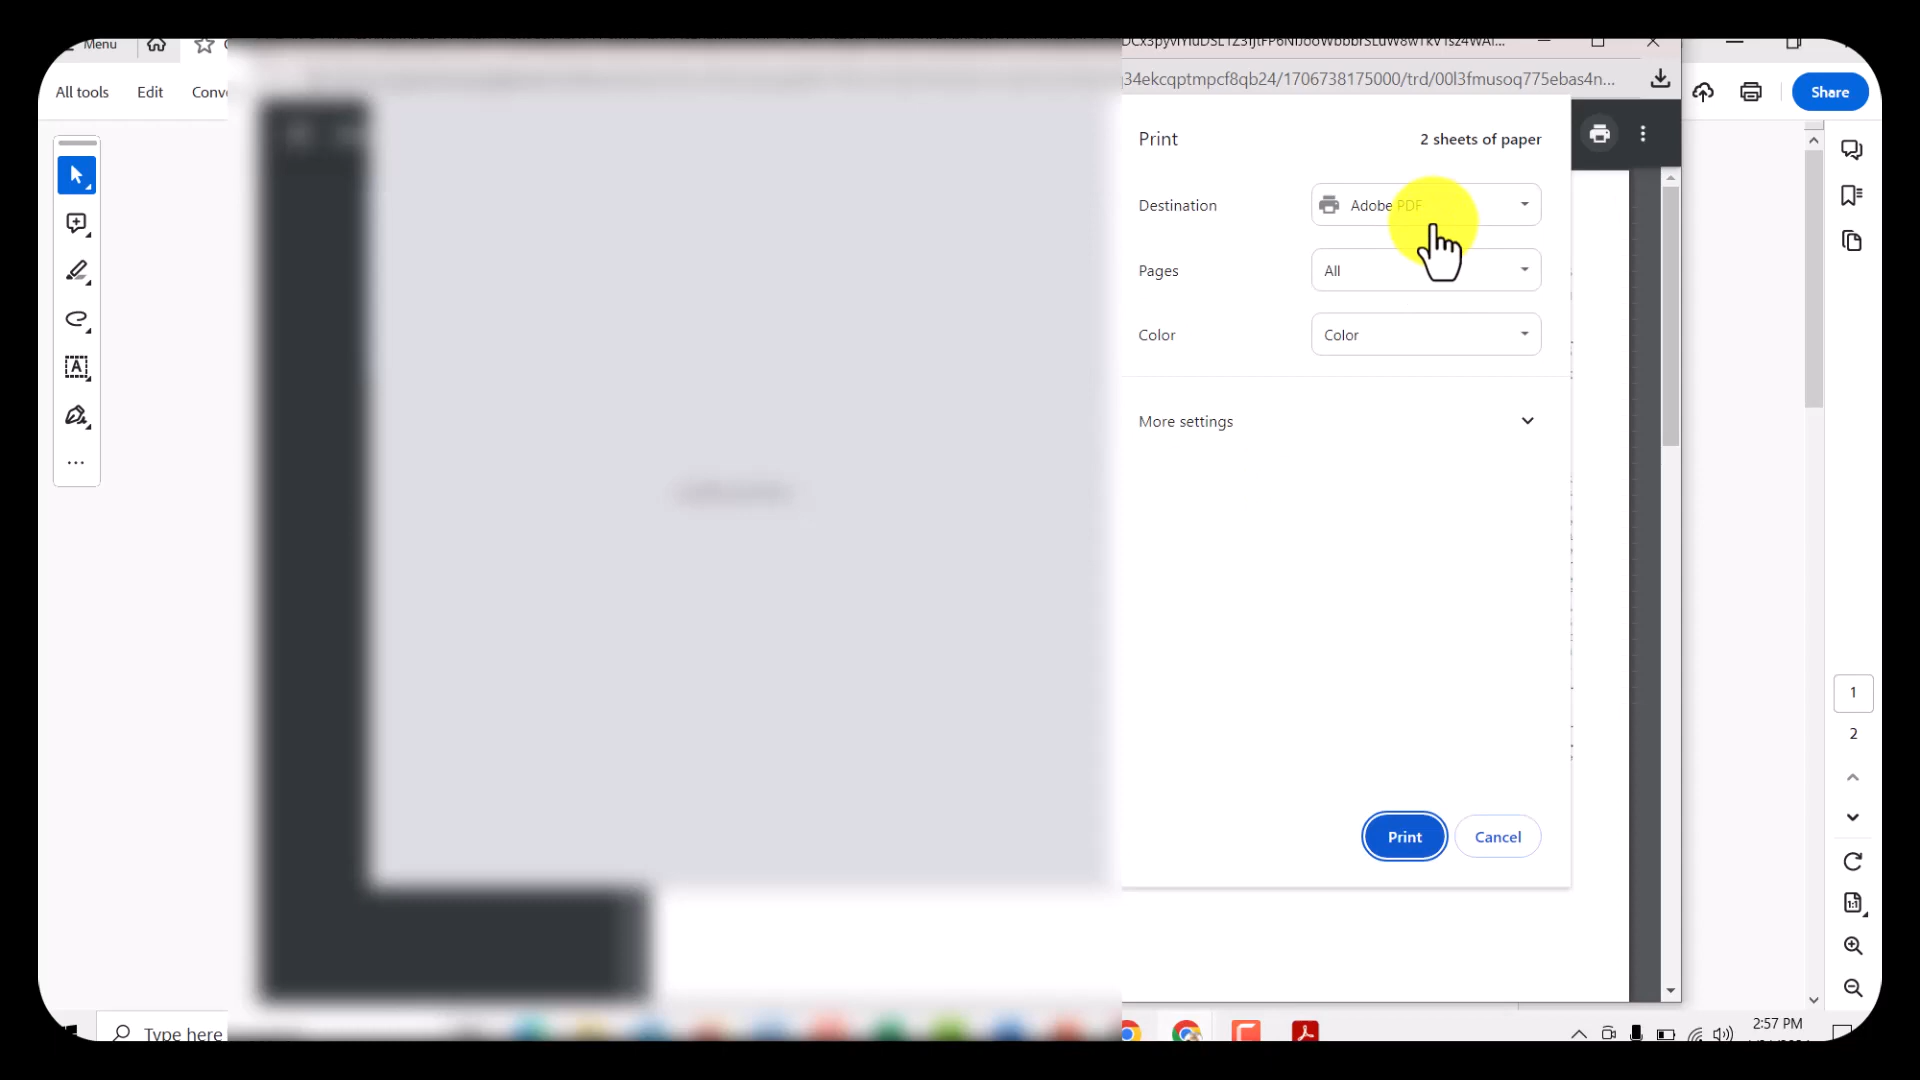 Menu
All tools
Edit
34ekcqptmpcf8qb24/1706738175000/trd/00l3fmusoq775ebas4n...
Share
Print
2 sheets of paper
Destination
Adobe PDF
Pages
All
Color
Color
More settings
1
2
Print
Cancel
Type here
2:57 PM